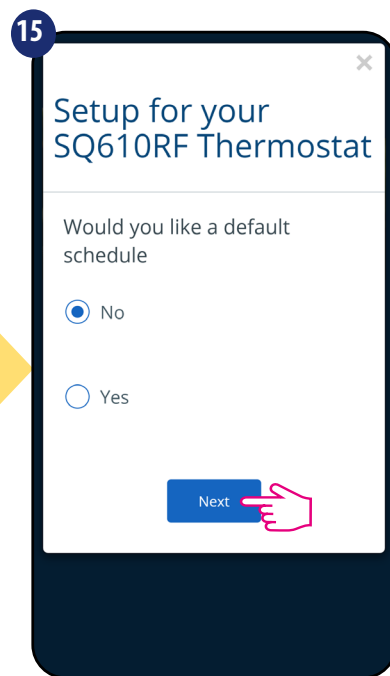 15
×
Setup for your
SQ610RF Thermostat
Would you like a default
schedule
No
Yes
Next